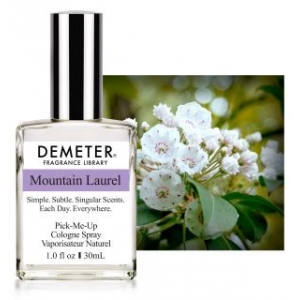 DEMETER®
FRAGRANCE LIBRARY
Mountain Laurel
Simple. Subtle. Singular Scents.
Each Day. Everywhere.
Pick-Me-Up
Cologne Spray
Vaporisateur Naturel
1.0 fl oz | 30mL